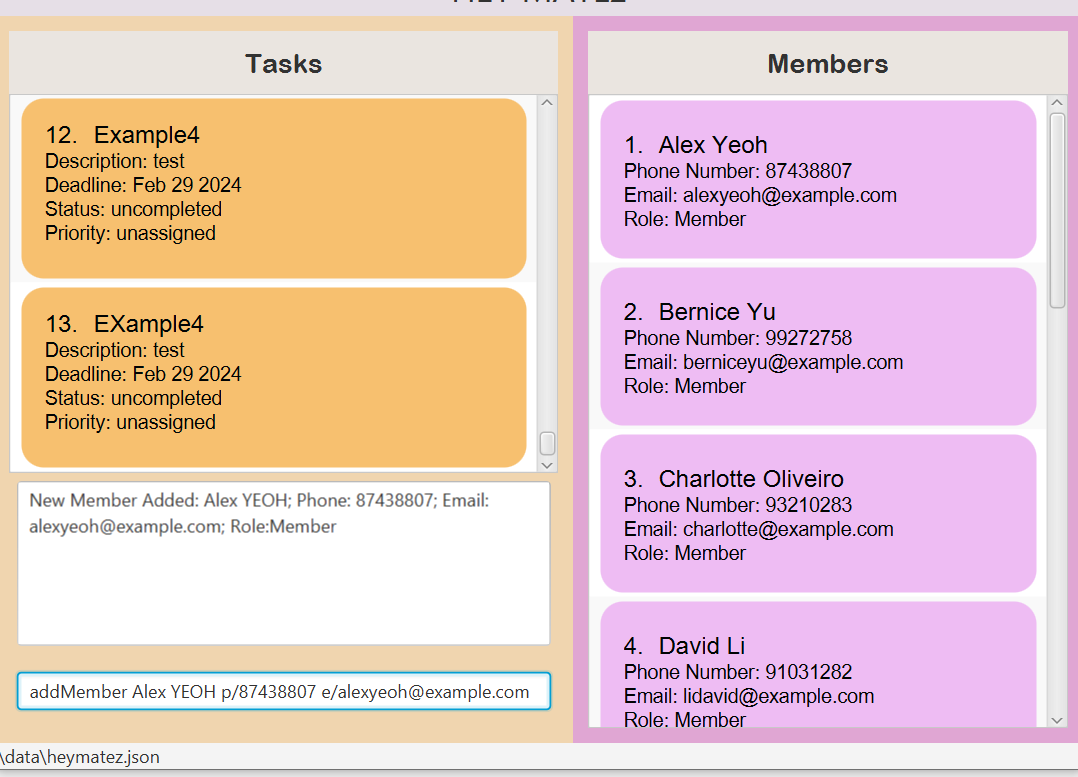 Tasks
12. Example4
Description: test
Deadline: Feb 29 2024
Status: uncompleted
Priority: unassigned
13. EXample4
Description: test
Deadline: Feb 29 2024
Status: uncompleted
Priority: unassigned
New Member Added: Alex YEOH; Phone: 87438807; Email:
alexyeoh@example.com; Role:Member
addMember Alex YEOH p/87438807 e/alexyeoh@example.com
Members
1. Alex Yeoh
Phone Number: 87438807
Email: alexyeoh@example.com
Role: Member
2. Bernice Yu
Phone Number: 99272758
Email: berniceyu@example.com
Role: Member
3. Charlotte Oliveiro
Phone Number: 93210283
Email: charlotte@example.com
Role: Member
4. David Li
Phone Number: 91031282
Email: lidavid@example.com
Role: Member
\data\heymatez.json